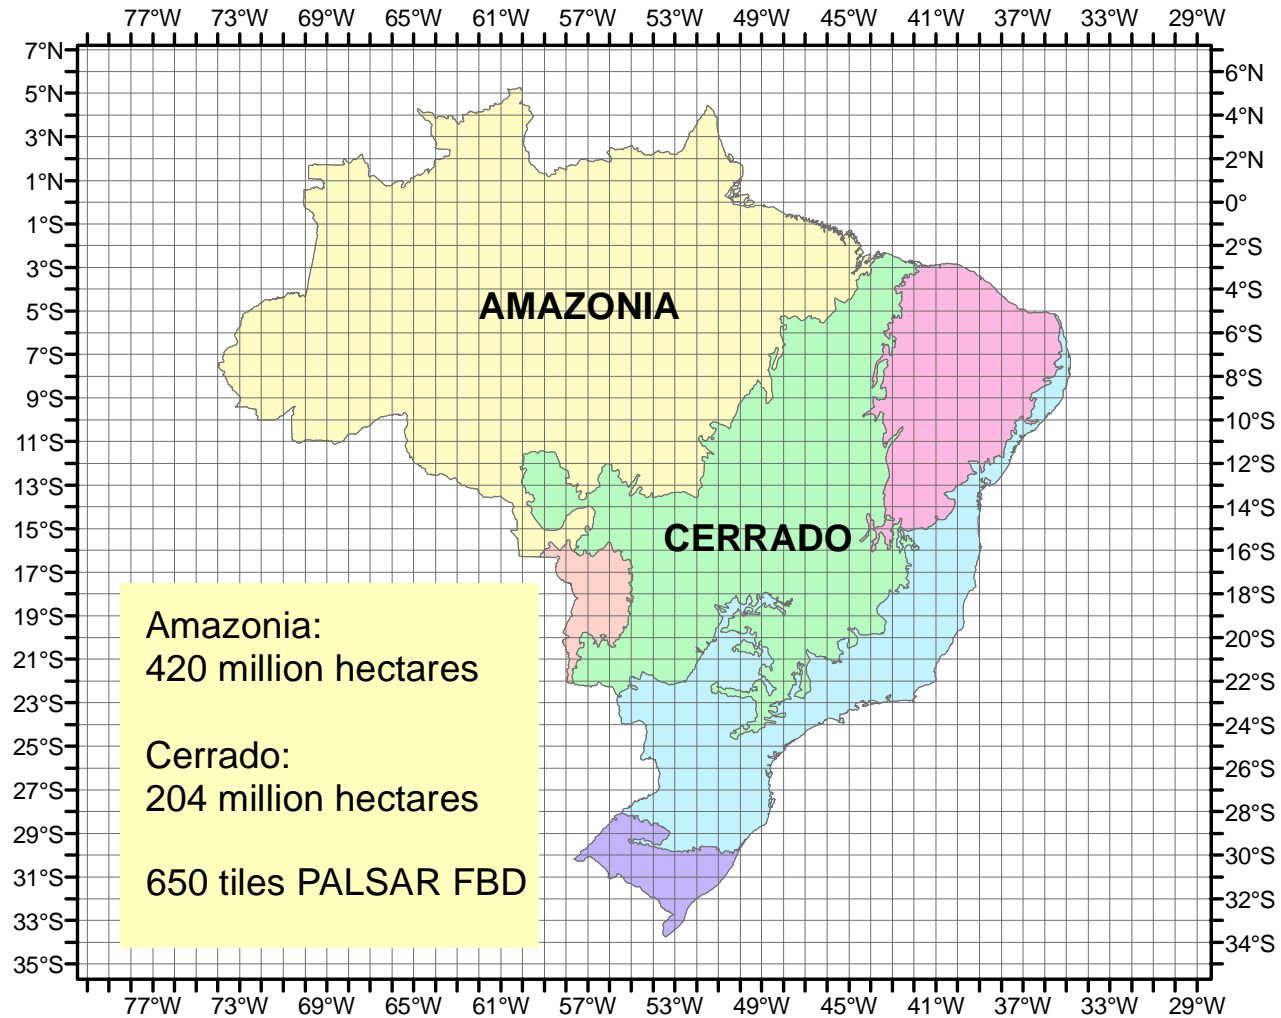 77°W 73°W 69°W 65°W 61°W 57°W 53°W 49°W 45°W 41°W 37°W 33°W 29°W
7°N
6°N
5°N
4°N
3°N
2°N
1°N
0°
1°S
2°S
3°S
4°S
AMAZONIA
5°S
6°S
7°S
8°S
9°S
10°S
11°S
12°S
13°S
14°S
15°S
CERRADO
16°S
17°S
18°S
19°S
20°S
21°S
22°S
23°S
24°S
25°S
26°S
27°S
28°S
29°S
30°S
31°S
32°S
33°S
34°S
35°S
Amazonia:
420 million hectares
Cerrado:
204 million hectares
650 tiles PALSAR FBD
77°W 73°W 69°W 65°W 61°W 57°W 53°W 49°W 45°W 41°W 37°W 33°W 29°W